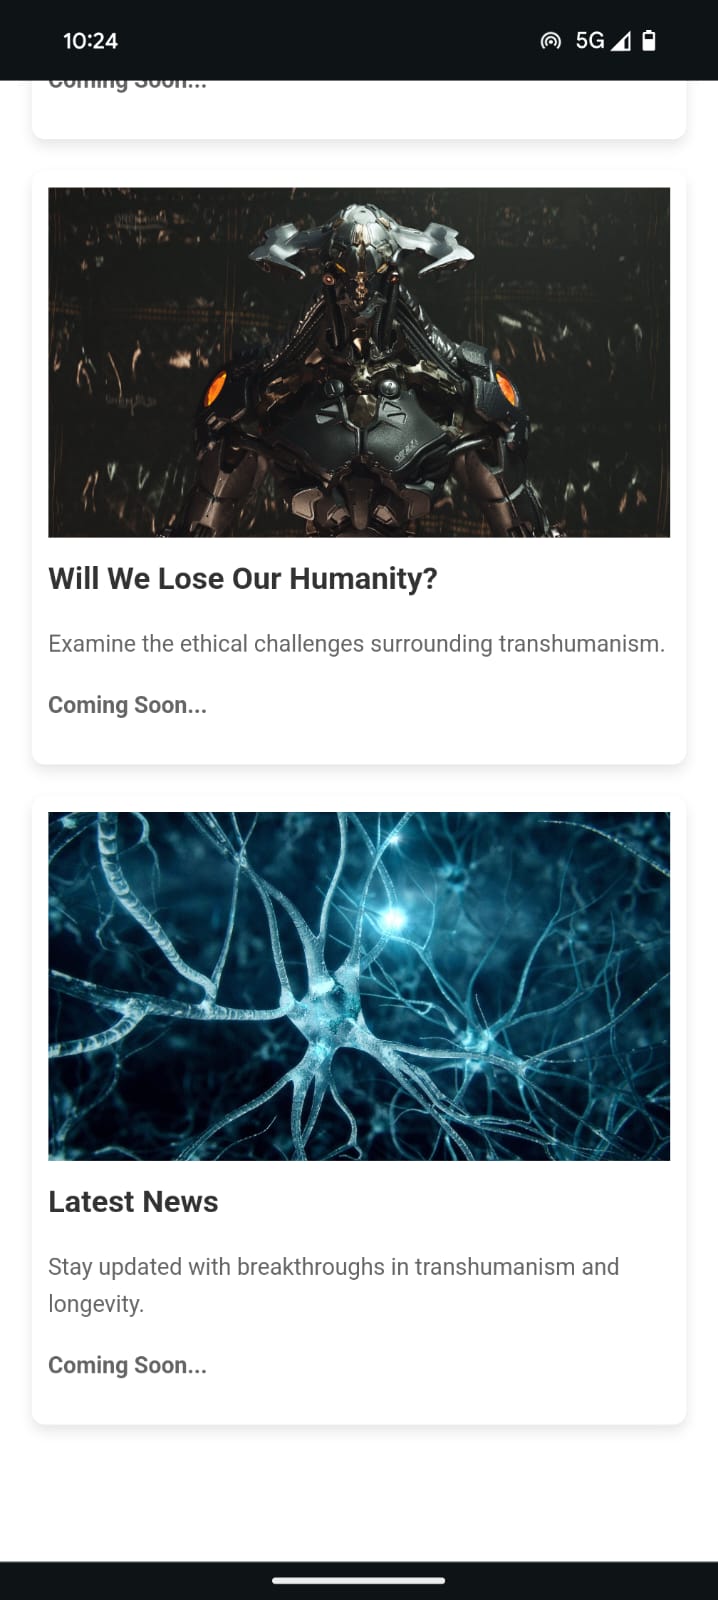 10:24
5G
Coming Soon...
Will We Lose Our Humanity?
Examine the ethical challenges surrounding transhumanism.
Coming Soon...
Latest News
Stay updated with breakthroughs in transhumanism and
longevity.
Coming Soon...